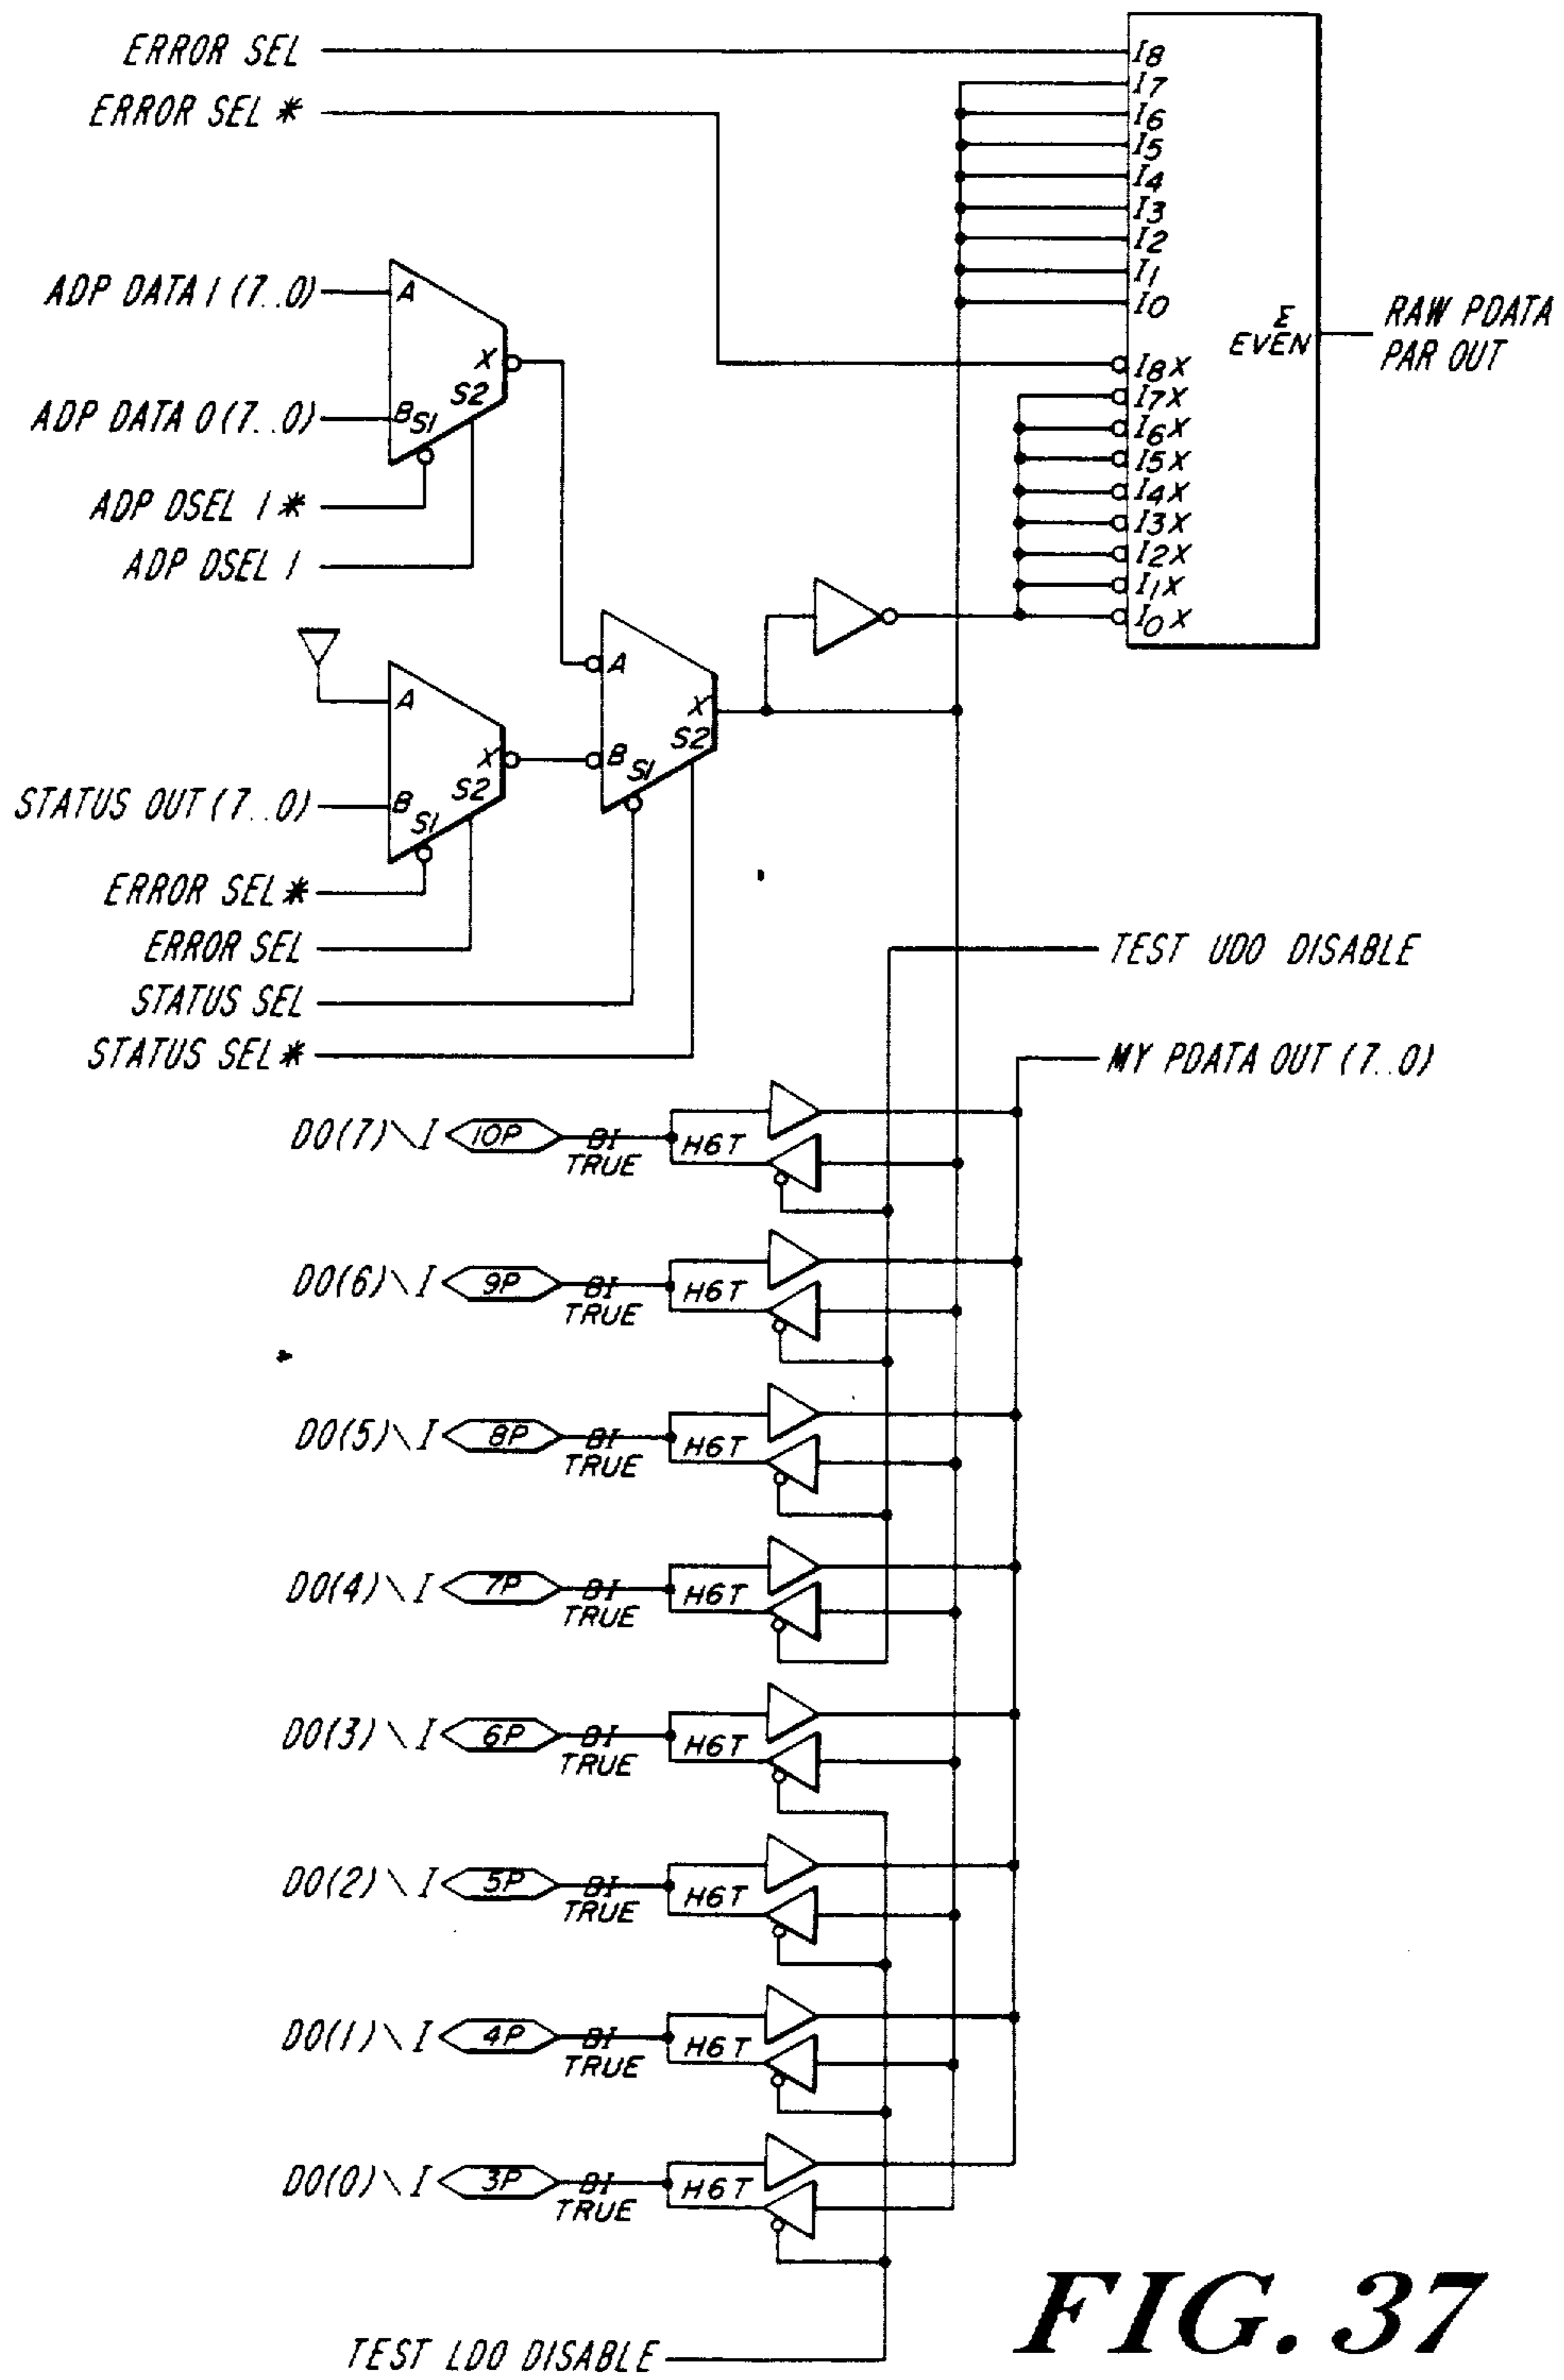 ERROR SEL
ERROR SEL *
I8
I7
I6
I5
I4
I3
I2
I1
I0
Σ
EVEN
RAW PDATA
PAR OUT
I8X
I7X
I6X
I5X
I4X
I3X
I2X
I1X
I0X
ADP DATA 1 (7..0)
ADP DATA 0 (7..0)
ADP DSEL 1 *
ADP DSEL 1
A
B
S1
S2
X
A
B
S1
S2
X
STATUS OUT (7..0)
ERROR SEL *
ERROR SEL
STATUS SEL
STATUS SEL *
A
B
S1
S2
X
TEST UDO DISABLE
MY PDATA OUT (7..0)
DO(7)\I 10P BI TRUE H6T
DO(6)\I 9P BI TRUE H6T
DO(5)\I 8P BI TRUE H6T
DO(4)\I 7P BI TRUE H6T
DO(3)\I 6P BI TRUE H6T
DO(2)\I 5P BI TRUE H6T
DO(1)\I 4P BI TRUE H6T
DO(0)\I 3P BI TRUE H6T
TEST LDO DISABLE
FIG. 37